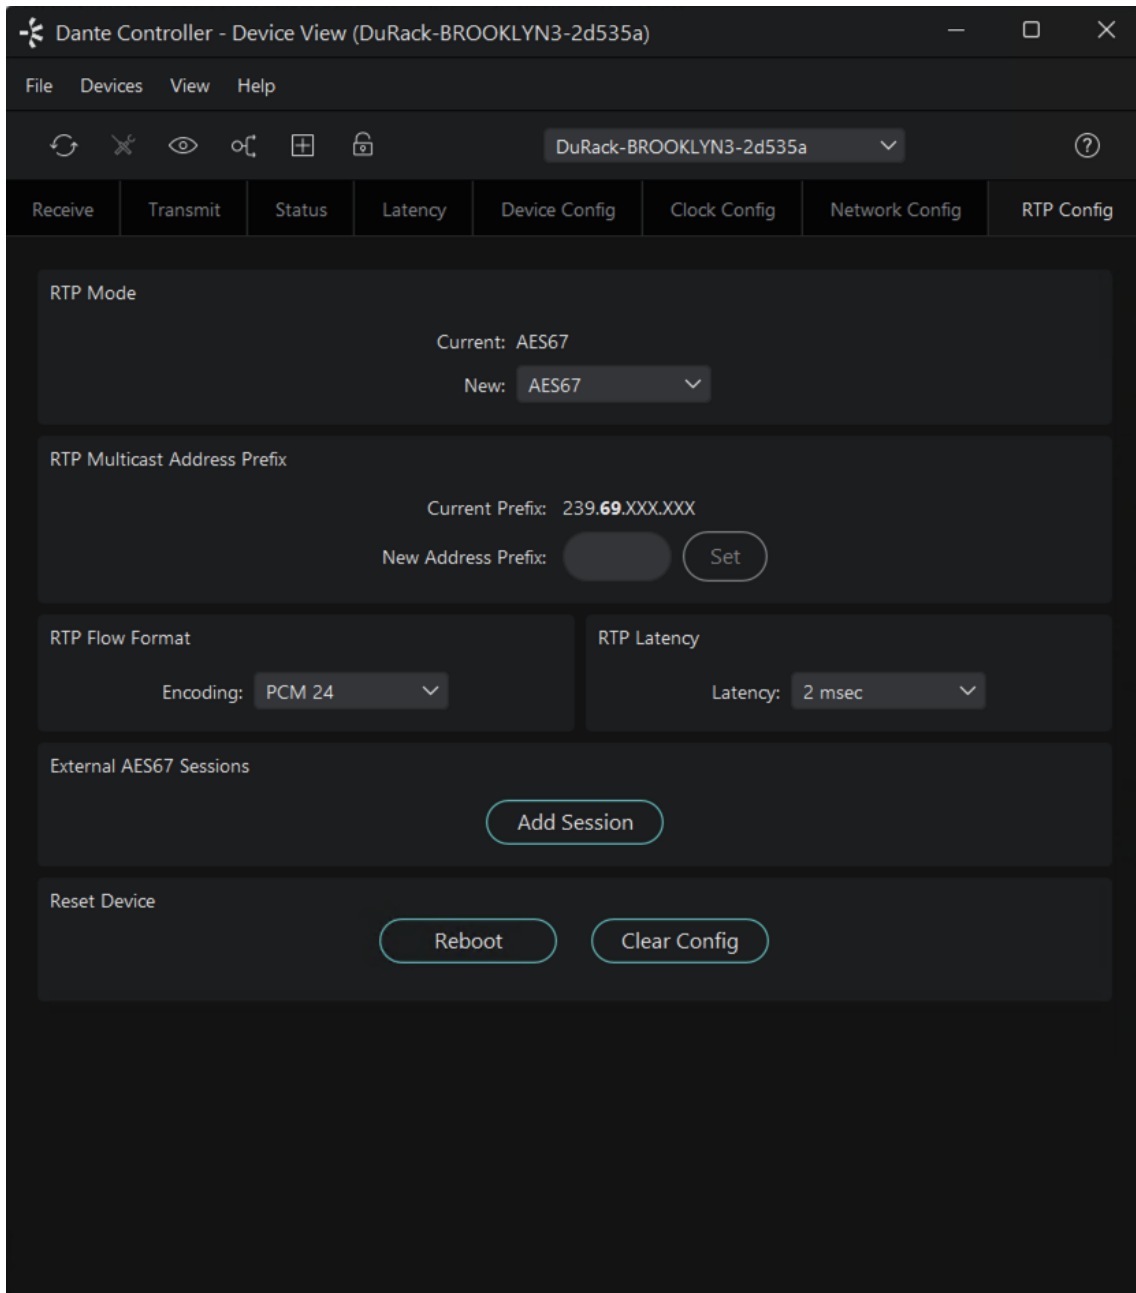 Dante Controller - Device View (DuRack-BROOKLYN3-2d535a)
File Devices View Help
DuRack-BROOKLYN3-2d535a
Receive Transmit Status Latency Device Config Clock Config Network Config RTP Config
RTP Mode
Current: AES67
New: AES67
RTP Multicast Address Prefix
Current Prefix: 239.69.XXX.XXX
New Address Prefix: Set
RTP Flow Format
Encoding: PCM 24
RTP Latency
Latency: 2 msec
External AES67 Sessions
Add Session
Reset Device
Reboot Clear Config